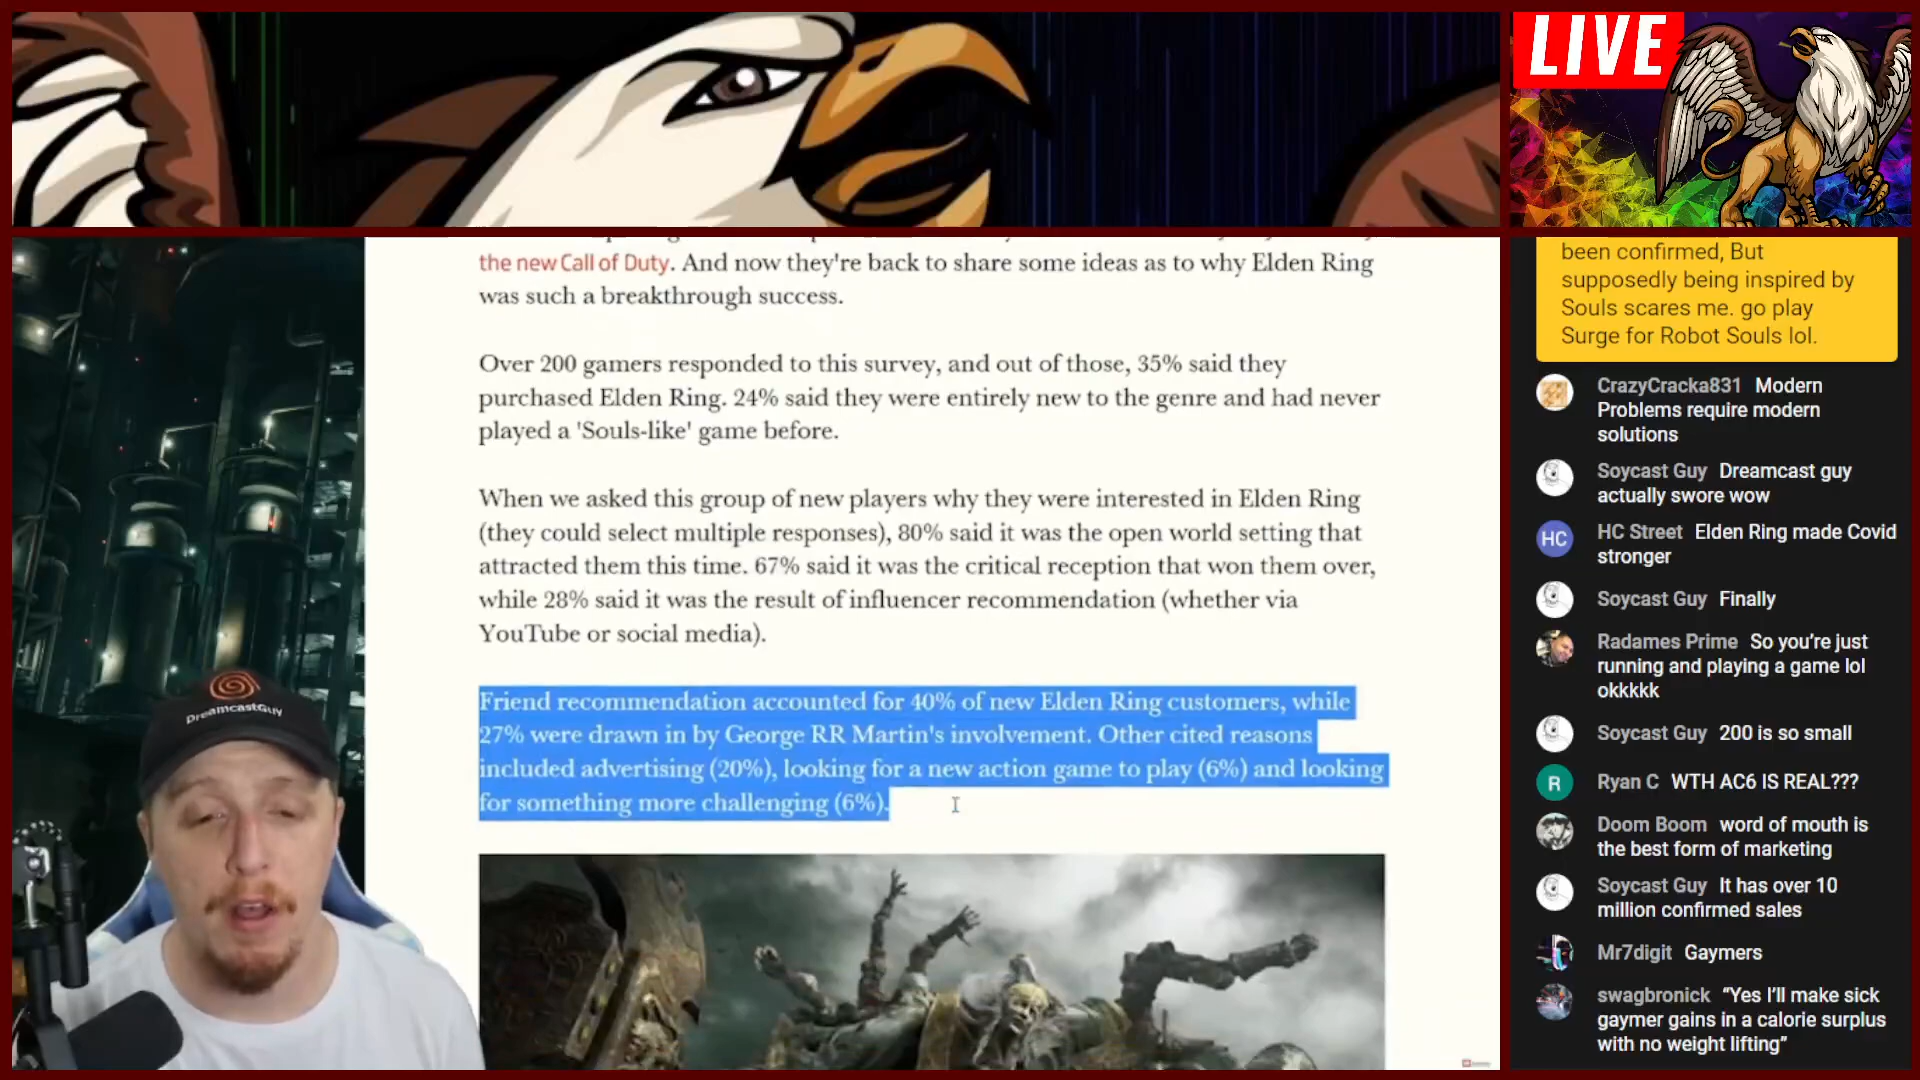 LIVE
the new Call of Duty. And now they're back to share some ideas as to why Elden Ring
was such a breakthrough success.
Over 200 gamers responded to this survey, and out of those, 35% said they
purchased Elden Ring. 24% said they were entirely new to the genre and had never
played a 'Souls-like' game before.
When we asked this group of new players why they were interested in Elden Ring
(they could select multiple responses), 80% said it was the open world setting that
attracted them this time. 67% said it was the critical reception that won them over,
while 28% said it was the result of influencer recommendation (whether via
YouTube or social media).
Friend recommendation accounted for 40% of new Elden Ring customers, while
27% were drawn in by George RR Martin's involvement. Other cited reasons
included advertising (20%), looking for a new action game to play (6%) and looking
for something more challenging (6%).
DreamcastGuy
been confirmed, But
supposedly being inspired by
Souls scares me. go play
Surge for Robot Souls lol.
CrazyCracka831 Modern
Problems require modern
solutions
Soycast Guy Dreamcast guy
actually swore wow
HC
HC Street Elden Ring made Covid
stronger
Soycast Guy Finally
Radames Prime So you’re just
running and playing a game lol
okkkkk
Soycast Guy 200 is so small
R
Ryan C WTH AC6 IS REAL???
Doom Boom word of mouth is
the best form of marketing
Soycast Guy It has over 10
million confirmed sales
Mr7digit Gaymers
swagbronick “Yes I’ll make sick
gaymer gains in a calorie surplus
with no weight lifting”